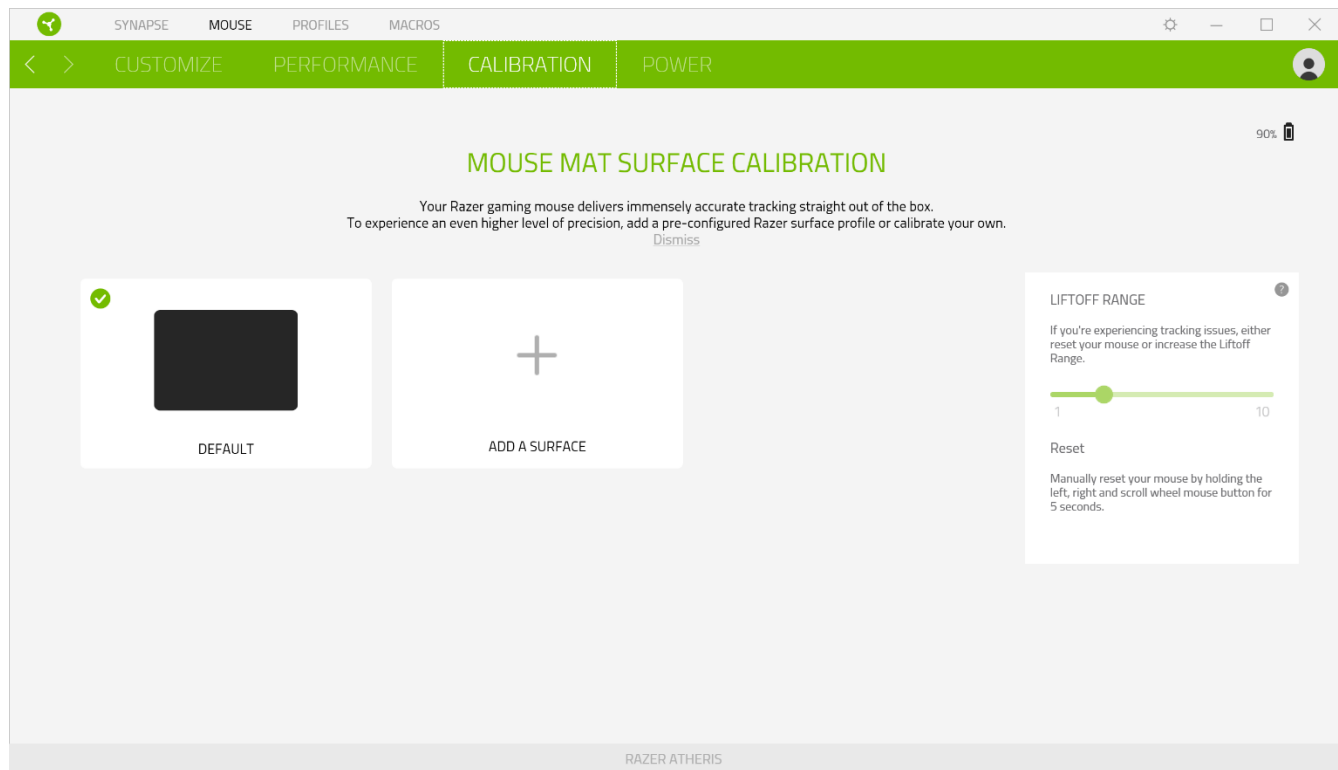 SYNAPSE MOUSE PROFILES MACROS
CUSTOMIZE PERFORMANCE CALIBRATION POWER
90%
MOUSE MAT SURFACE CALIBRATION
Your Razer gaming mouse delivers immensely accurate tracking straight out of the box.
To experience an even higher level of precision, add a pre-configured Razer surface profile or calibrate your own.
Dismiss
DEFAULT
ADD A SURFACE
LIFTOFF RANGE
?
If you're experiencing tracking issues, either
reset your mouse or increase the Liftoff
Range.
1 10
Reset
Manually reset your mouse by holding the
left, right and scroll wheel mouse button for
5 seconds.
RAZER ATHERIS